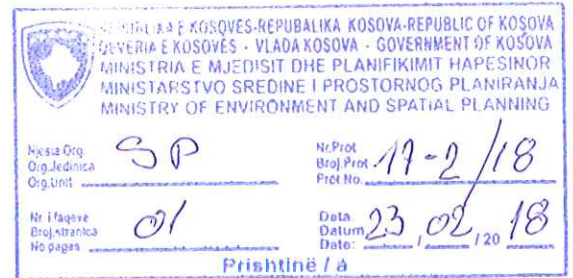 REPUBLIKA E KOSOVËS-REPUBLIKA KOSOVA-REPUBLIC OF KOSOVA
QEVERIA E KOSOVËS - VLADA KOSOVA - GOVERNMENT OF KOSOVA
MINISTRIA E MJEDISIT DHE PLANIFIKIMIT HAPESINOR
MINISTARSTVO SREDINE I PROSTORNOG PLANIRANJA
MINISTRY OF ENVIRONMENT AND SPATIAL PLANNING
Njesia Org.
Org.Jedinica
Org.Unit
SP
Nr.Prot
Broj.Prot
Prot No.
17-2/18
Nr i faqeve
Broj.stranica
No pages
01
Data
Datum
Date:
23 / 02 / 20 18
Prishtinë / a